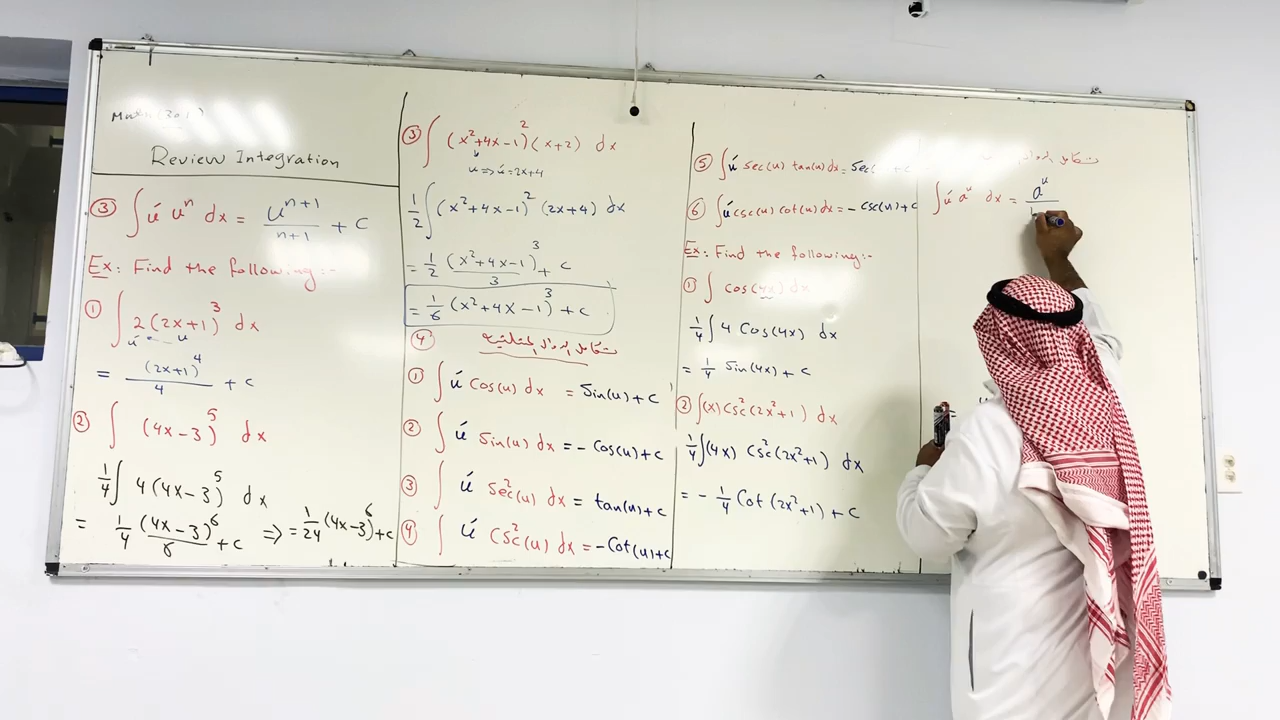 Math(201)
Review Integration
③ ∫ u′ uⁿ dx = uⁿ⁺¹/n+1 + c
Ex: Find the following:-
① ∫ 2(2x+1)³ dx
u′ u
= (2x+1)⁴/4 + c
② ∫ (4x-3)⁵ dx
1/4 ∫ 4(4x-3)⁵ dx
= 1/4 (4x-3)⁶/6 + c ⇒ = 1/24 (4x-3)⁶ + c
③ ∫ (x²+4x-1)² (x+2) dx
u ⇒ u′ = 2x+4
1/2 ∫ (x²+4x-1)² (2x+4) dx
= 1/2 (x²+4x-1)³/3 + c
= 1/6 (x²+4x-1)³ + c
④ تكامل الدوال المثلثية
① ∫ u′ Cos(u) dx = Sin(u) + c
② ∫ u′ Sin(u) dx = - Cos(u) + c
③ ∫ u′ Sec²(u) dx = tan(u) + c
④ ∫ u′ Csc²(u) dx = -Cot(u) + c
⑤ ∫ u′ Sec(u) tan(u) dx = Sec(u) + c
⑥ ∫ u′ csc(u) cot(u) dx = - Csc(u) + c
Ex: Find the following:-
① ∫ cos(4x) dx
1/4 ∫ 4 Cos(4x) dx
= 1/4 Sin(4x) + c
② ∫ (x) Csc²(2x²+1) dx
1/4 ∫ (4x) Csc²(2x²+1) dx
= - 1/4 Cot(2x²+1) + c
تكامل الدوال
∫ u′ aᵘ dx = aᵘ/